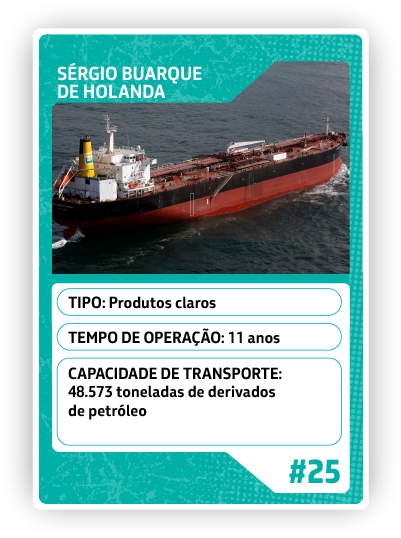 SÉRGIO BUARQUE
DE HOLANDA
TIPO: Produtos claros
TEMPO DE OPERAÇÃO: 11 anos
CAPACIDADE DE TRANSPORTE:
48.573 toneladas de derivados
de petróleo
#25